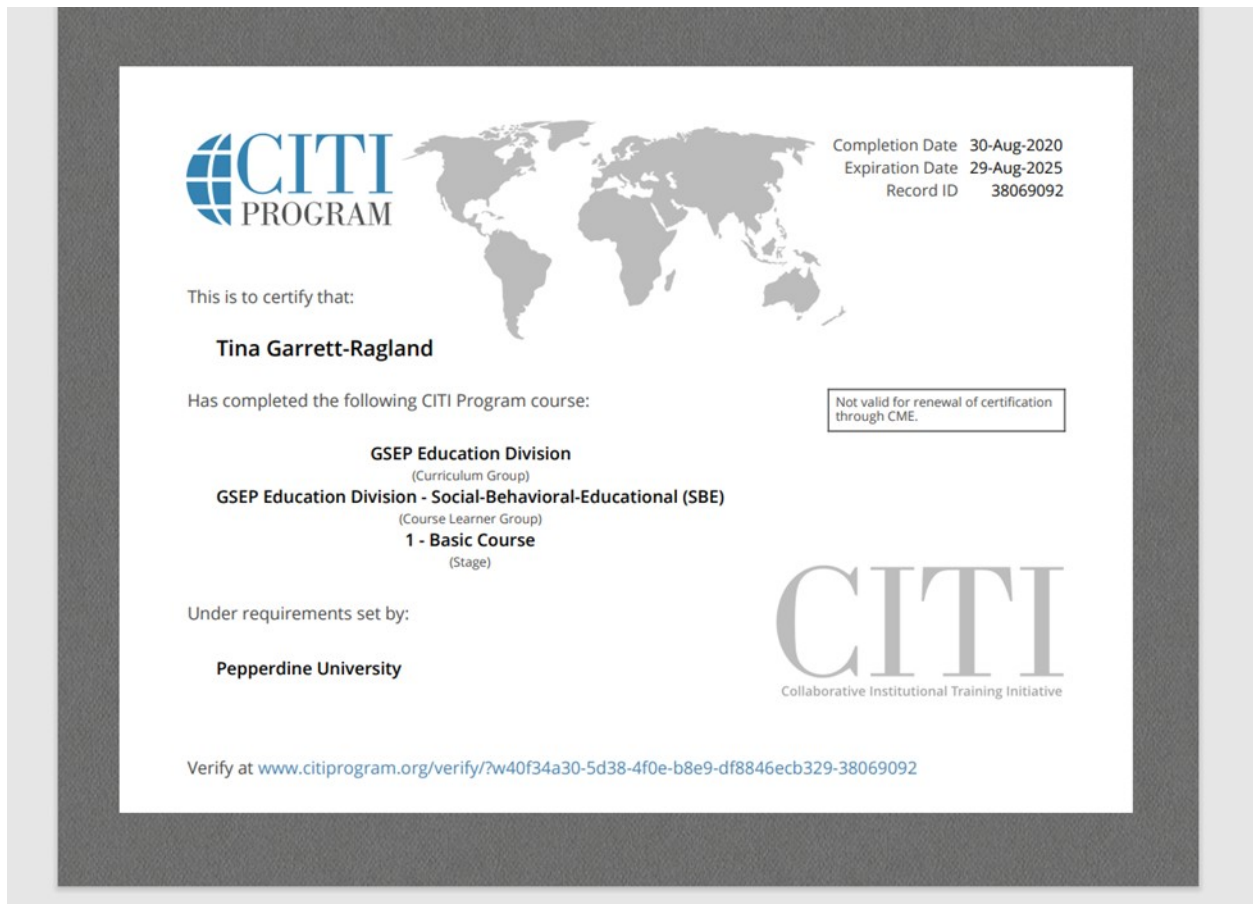 CITI
PROGRAM
Completion Date 30-Aug-2020
Expiration Date 29-Aug-2025
Record ID 38069092
This is to certify that:
Tina Garrett-Ragland
Has completed the following CITI Program course:
Not valid for renewal of certification
through CME.
GSEP Education Division
(Curriculum Group)
GSEP Education Division - Social-Behavioral-Educational (SBE)
(Course Learner Group)
1 - Basic Course
(Stage)
Under requirements set by:
Pepperdine University
CITI
Collaborative Institutional Training Initiative
Verify at www.citiprogram.org/verify/?w40f34a30-5d38-4f0e-b8e9-df8846ecb329-38069092